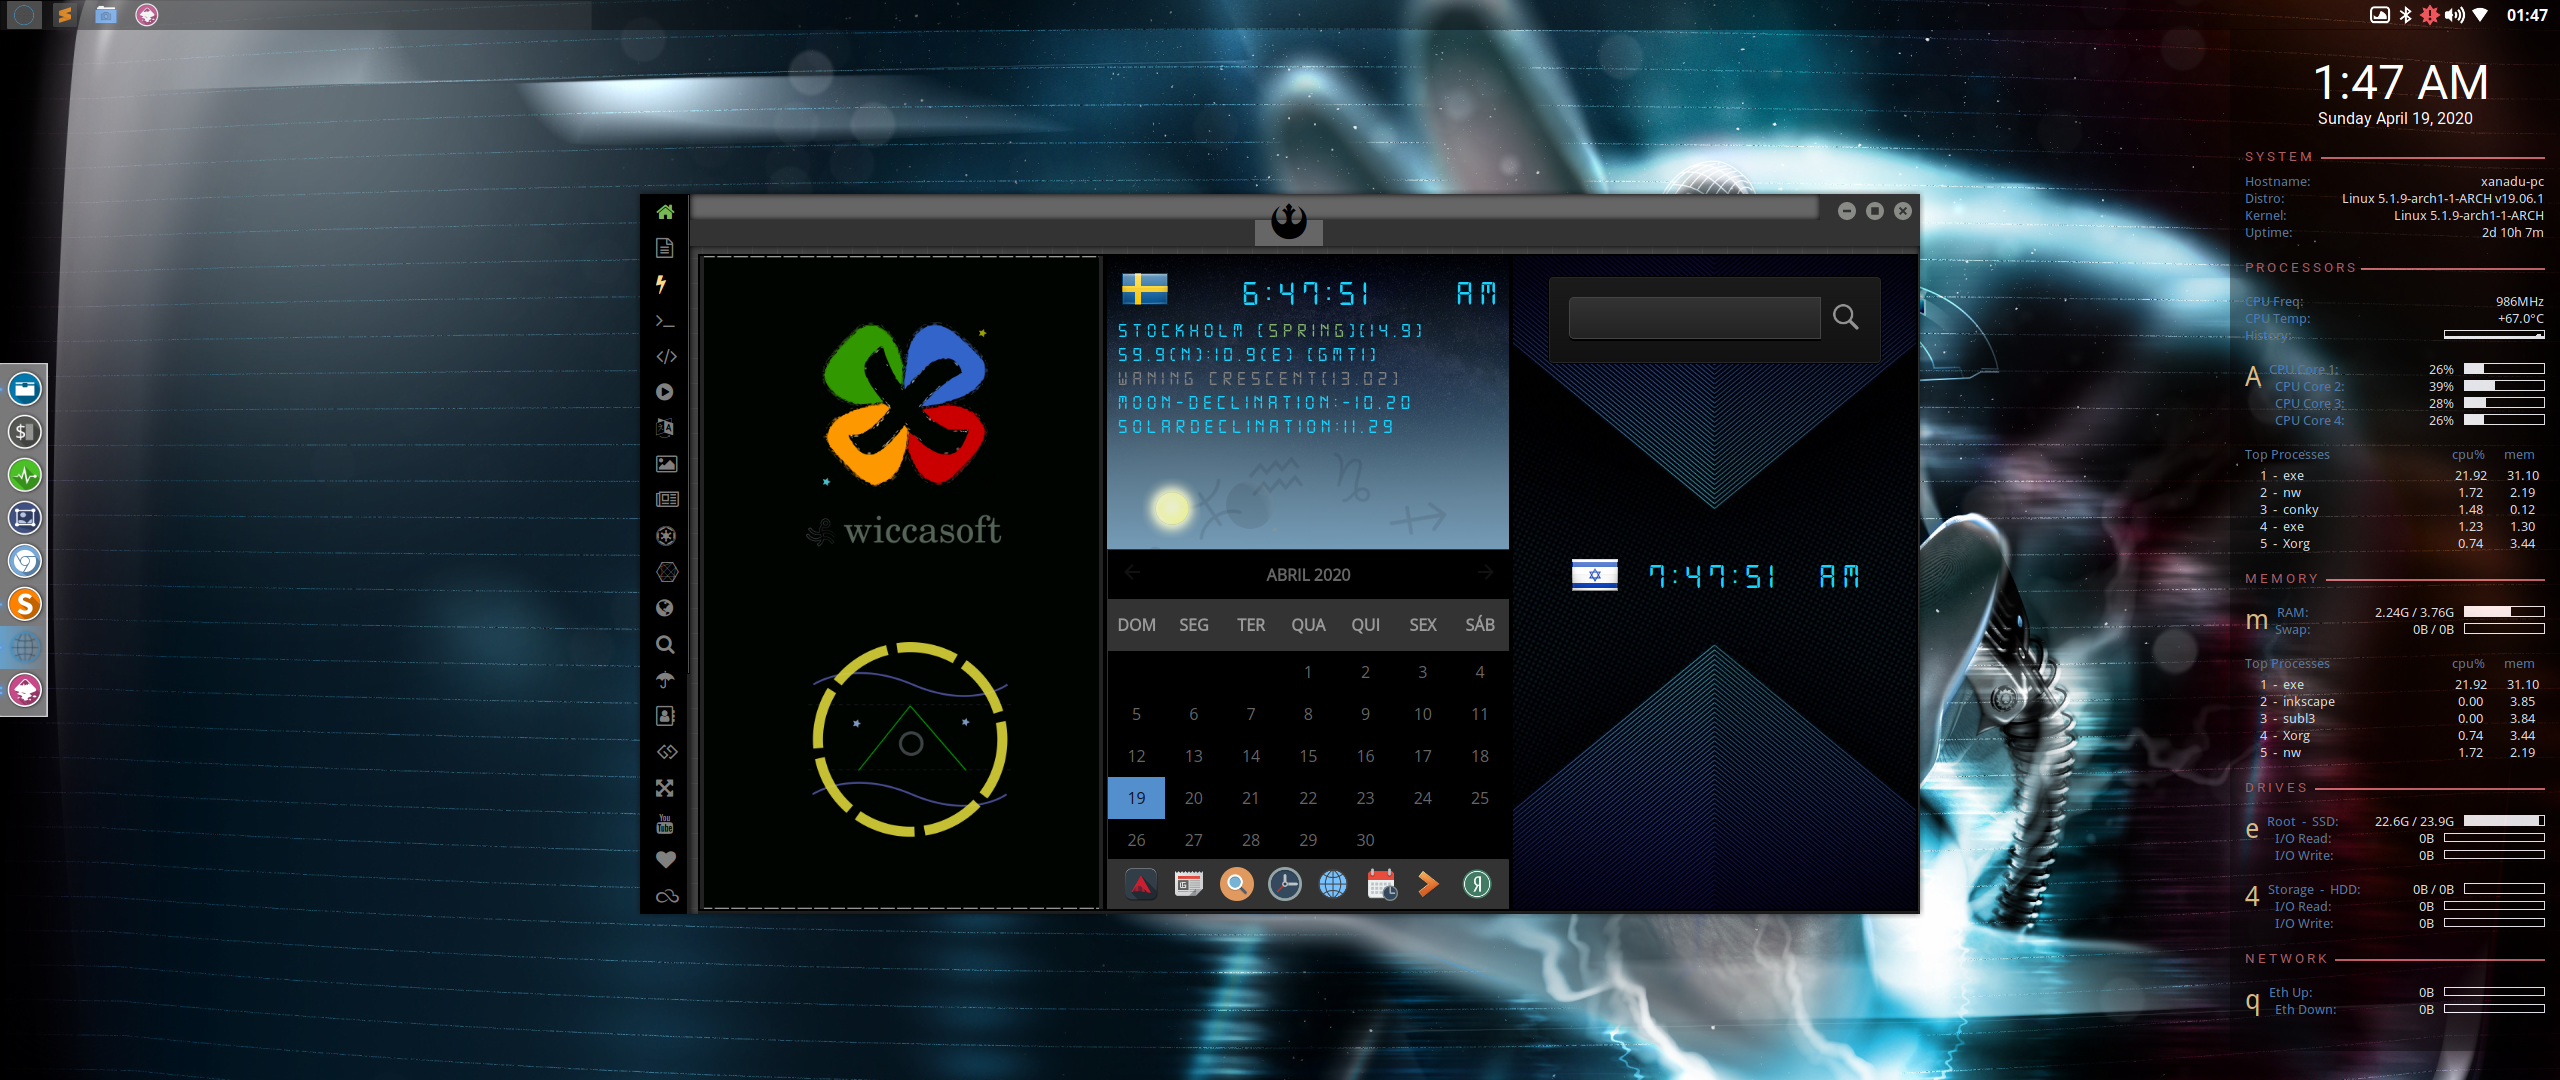 01:47
1:47 AM
Sunday April 19, 2020
SYSTEM
Hostname: xanadu-pc
Distro: Linux 5.1.9-arch1-1-ARCH v19.06.1
Kernel: Linux 5.1.9-arch1-1-ARCH
Uptime: 2d 10h 7m
PROCESSORS
CPU Freq: 986MHz
CPU Temp: +67.0°C
History:
A CPU Core 1: 26%
CPU Core 2: 39%
CPU Core 3: 28%
CPU Core 4: 26%
Top Processes cpu% mem
1 - exe 21.92 31.10
2 - nw 1.72 2.19
3 - conky 1.48 0.12
4 - exe 1.23 1.30
5 - Xorg 0.74 3.44
MEMORY
m RAM: 2.24G / 3.76G
Swap: 0B / 0B
Top Processes cpu% mem
1 - exe 21.92 31.10
2 - inkscape 0.00 3.85
3 - subl3 0.00 3.84
4 - Xorg 0.74 3.44
5 - nw 1.72 2.19
DRIVES
e Root - SSD: 22.6G / 23.9G
I/O Read: 0B
I/O Write: 0B
4 Storage - HDD: 0B / 0B
I/O Read: 0B
I/O Write: 0B
NETWORK
q Eth Up: 0B
Eth Down: 0B
wiccasoft
6:47:51 AM
STOCKHOLM (SPRING)(14.9)
59.9(N):10.9(E) (GMT1)
WANING CRESCENT(13.02)
MOON-DECLINATION:-10.20
SOLARDECLINATION:11.29
ABRIL 2020
DOM SEG TER QUA QUI SEX SÁB
1 2 3 4
5 6 7 8 9 10 11
12 13 14 15 16 17 18
19 20 21 22 23 24 25
26 27 28 29 30
7:47:51 AM
You
Tube